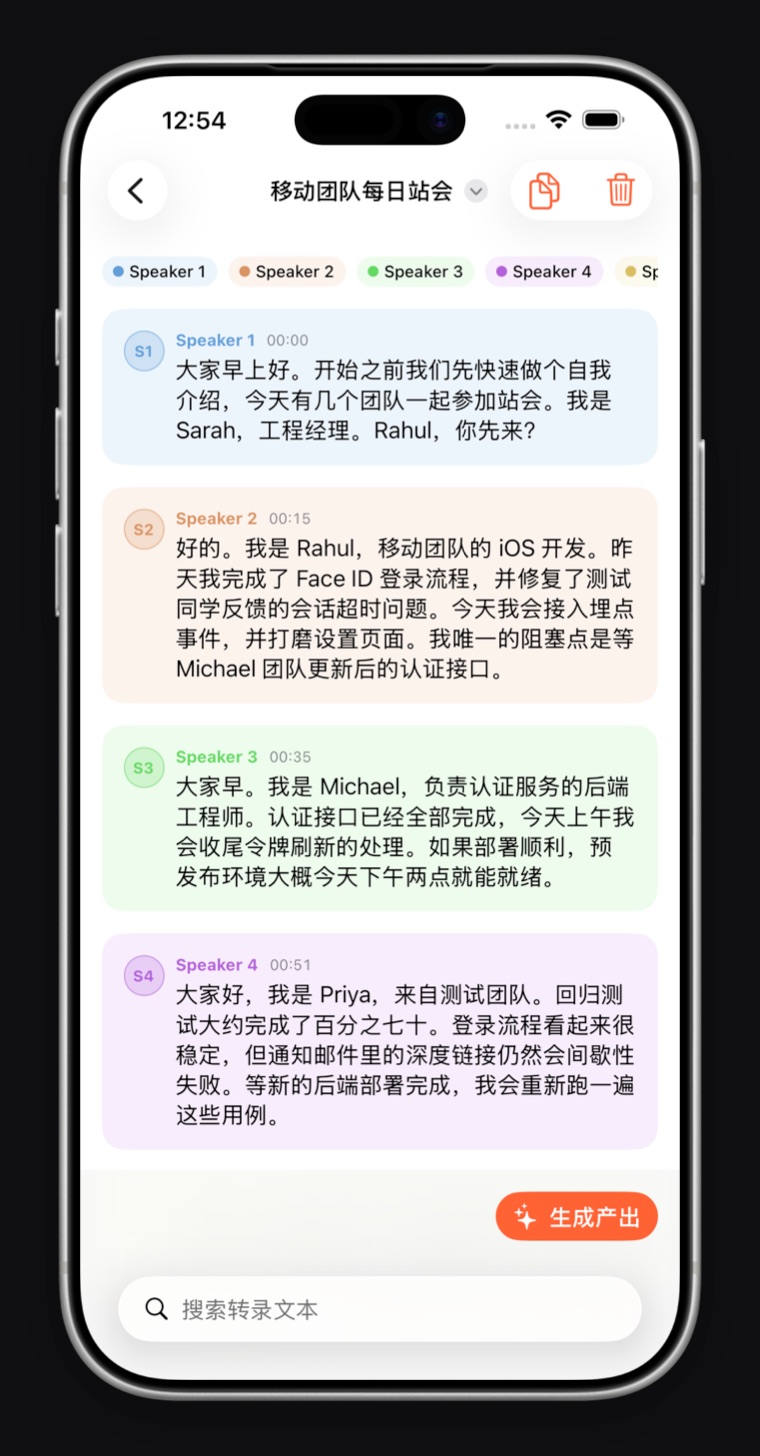 12:54
移动团队每日站会
Speaker 1
Speaker 2
Speaker 3
Speaker 4
Sp
S1
Speaker 1 00:00
大家早上好。开始之前我们先快速做个自我
介绍，今天有几个团队一起参加站会。我是
Sarah，工程经理。Rahul，你先来？
S2
Speaker 2 00:15
好的。我是 Rahul，移动团队的 iOS 开发。昨
天我完成了 Face ID 登录流程，并修复了测试
同学反馈的会话超时问题。今天我会接入埋点
事件，并打磨设置页面。我唯一的阻塞点是等
Michael 团队更新后的认证接口。
S3
Speaker 3 00:35
大家早。我是 Michael，负责认证服务的后端
工程师。认证接口已经全部完成，今天上午我
会收尾令牌刷新的处理。如果部署顺利，预
发布环境大概今天下午两点就能就绪。
S4
Speaker 4 00:51
大家好，我是 Priya，来自测试团队。回归测
试大约完成了百分之七十。登录流程看起来很
稳定，但通知邮件里的深度链接仍然会间歇性
失败。等新的后端部署完成，我会重新跑一遍
这些用例。
生成产出
搜索转录文本